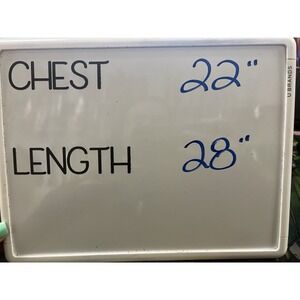 CHEST 22"
LENGTH 28"
U BRANDS